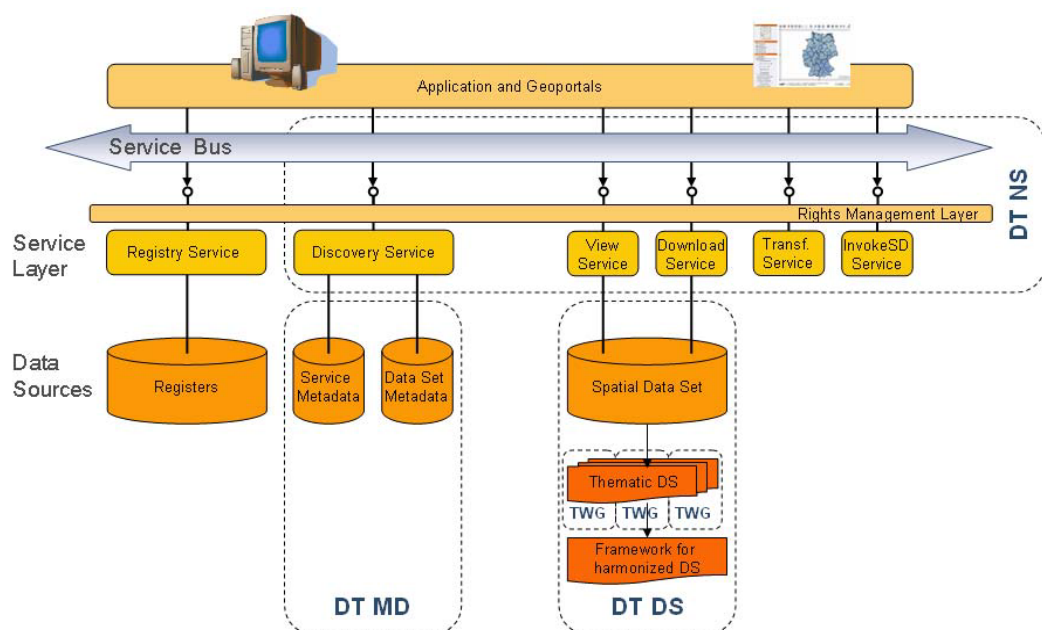 Application and Geoportals
Service Bus
DT NS
Rights Management Layer
Service
Layer
Registry Service
Discovery Service
View
Service
Download
Service
Transf.
Service
InvokeSD
Service
Data
Sources
Registers
Service
Metadata
Data Set
Metadata
Spatial Data Set
Thematic DS
TWG
TWG
TWG
Framework for
harmonized DS
DT MD
DT DS